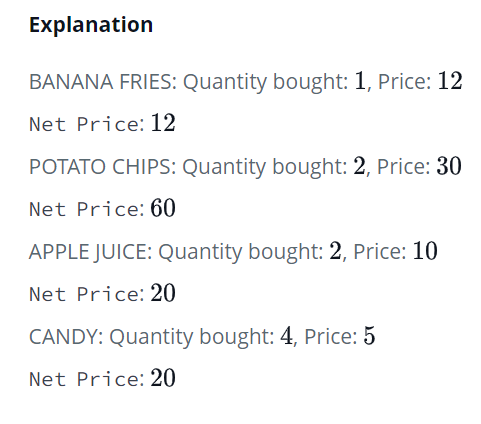 Explanation
BANANA FRIES: Quantity bought: 1, Price: 12
Net Price: 12
POTATO CHIPS: Quantity bought: 2, Price: 30
Net Price: 60
APPLE JUICE: Quantity bought: 2, Price: 10
Net Price: 20
CANDY: Quantity bought: 4, Price: 5
Net Price: 20